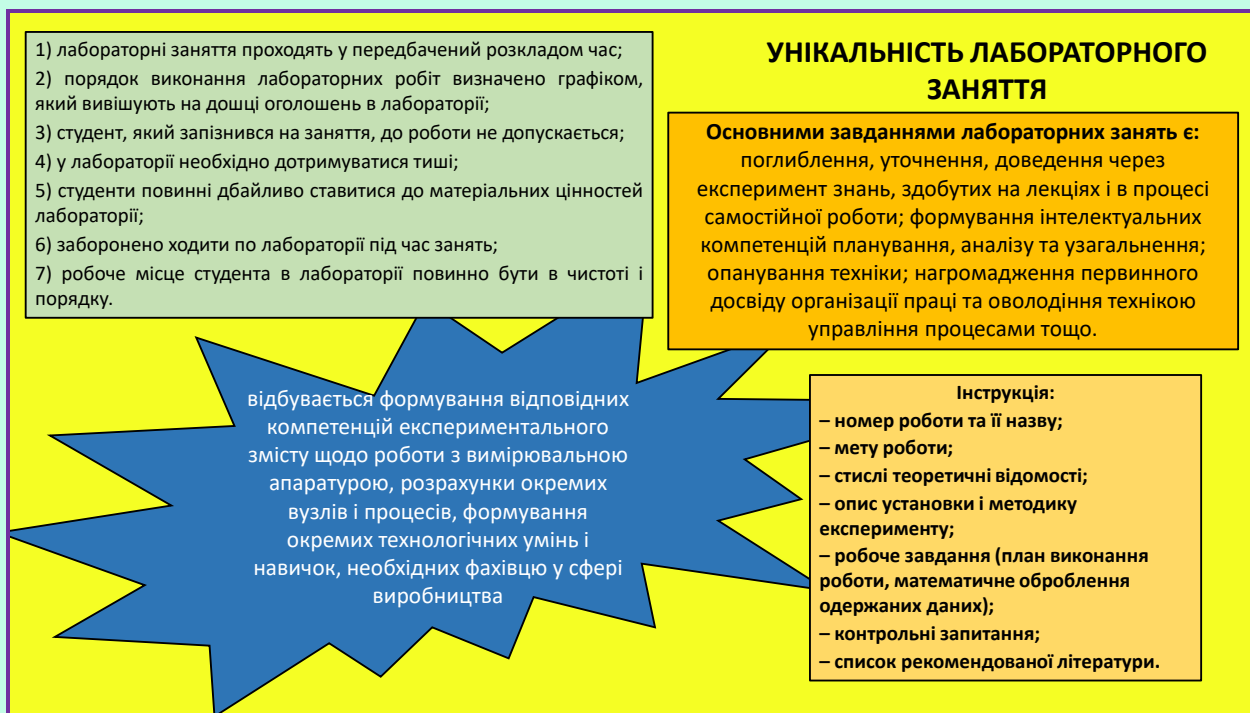 1) лабораторні заняття проходять у передбачений розкладом час;
2) порядок виконання лабораторних робіт визначено графіком,
який вивішують на дошці оголошень в лабораторії;
3) студент, який запізнився на заняття, до роботи не допускається;
4) у лабораторії необхідно дотримуватися тиші;
5) студенти повинні дбайливо ставитися до матеріальних цінностей
лабораторії;
6) заборонено ходити по лабораторії під час занять;
7) робоче місце студента в лабораторії повинно бути в чистоті і
порядку.
УНІКАЛЬНІСТЬ ЛАБОРАТОРНОГО
ЗАНЯТТЯ
Основними завданнями лабораторних занять є:
поглиблення, уточнення, доведення через
експеримент знань, здобутих на лекціях і в процесі
самостійної роботи; формування інтелектуальних
компетенцій планування, аналізу та узагальнення;
опанування техніки; нагромадження первинного
досвіду організації праці та оволодіння технікою
управління процесами тощо.
відбувається формування відповідних
компетенцій експериментального
змісту щодо роботи з вимірювальною
апаратурою, розрахунки окремих
вузлів і процесів, формування
окремих технологічних умінь і
навичок, необхідних фахівцю у сфері
виробництва
Інструкція:
– номер роботи та її назву;
– мету роботи;
– стислі теоретичні відомості;
– опис установки і методику
експерименту;
– робоче завдання (план виконання
роботи, математичне оброблення
одержаних даних);
– контрольні запитання;
– список рекомендованої літератури.